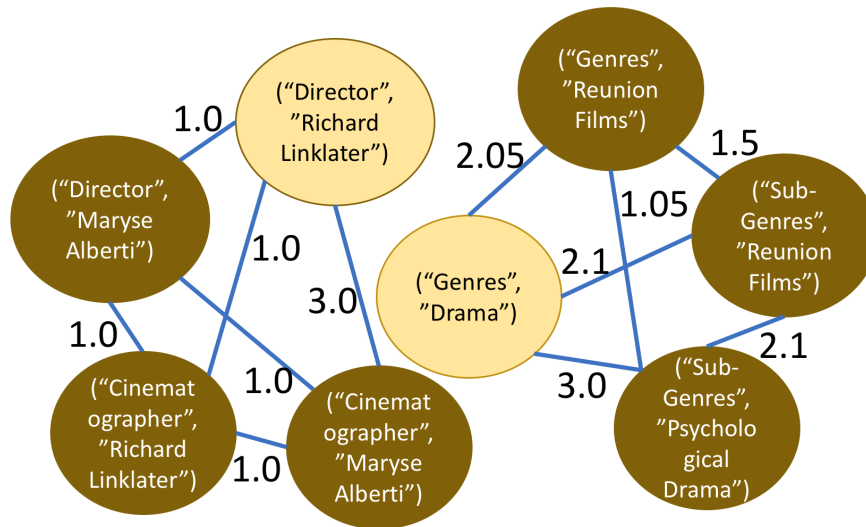 (“Director”,
”Richard
Linklater”)
1.0
(“Director”,
”Maryse
Alberti”)
1.0
3.0
1.0
1.0
(“Cinemat
ographer”,
”Richard
Linklater”)
1.0
(“Cinemat
ographer”,
”Maryse
Alberti”)
(“Genres”,
”Reunion
Films”)
2.05
1.5
1.05
(“Sub-
Genres”,
”Reunion
Films”)
2.1
(“Genres”,
”Drama”)
2.1
3.0
(“Sub-
Genres”,
”Psycholo
gical
Drama”)